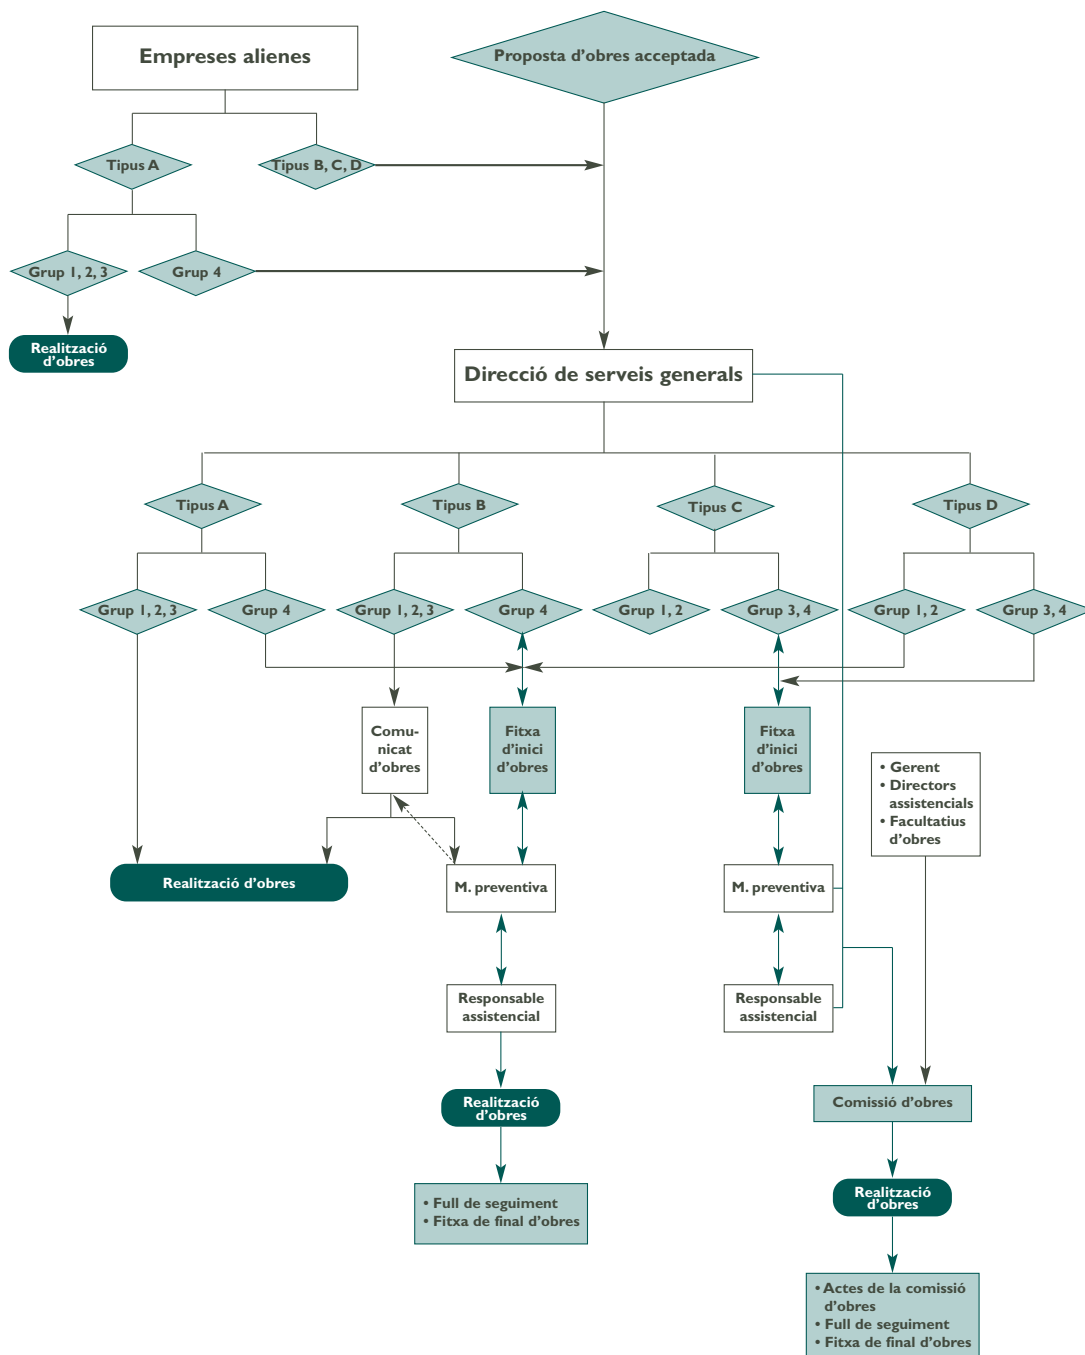 Empreses alienes
Proposta d'obres acceptada
Tipus A
Tipus B, C, D
Grup 1, 2, 3
Grup 4
Realització
d'obres
Direcció de serveis generals
Tipus A
Tipus B
Tipus C
Tipus D
Grup 1, 2, 3
Grup 4
Grup 1, 2, 3
Grup 4
Grup 1, 2
Grup 3, 4
Grup 1, 2
Grup 3, 4
Comu-
nicat
d'obres
Fitxa
d'inici
d'obres
Fitxa
d'inici
d'obres
• Gerent
• Directors
assistencials
• Facultatius
d'obres
Realització d'obres
M. preventiva
M. preventiva
Responsable
assistencial
Responsable
assistencial
Realització
d'obres
Comissió d'obres
• Full de seguiment
• Fitxa de final d'obres
Realització
d'obres
• Actes de la comissió
d'obres
• Full de seguiment
• Fitxa de final d'obres